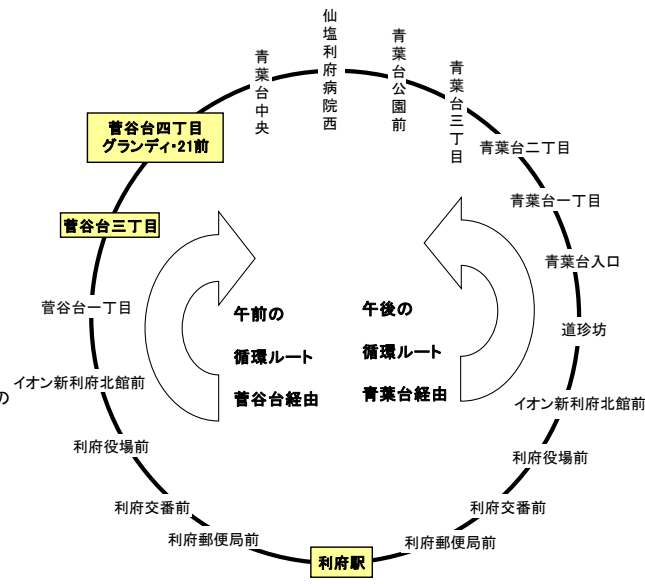 仙塩利府病院西
青葉台中央
青葉台公園前
青葉台三丁目
菅谷台四丁目
グランディ・21前
青葉台二丁目
菅谷台三丁目
青葉台一丁目
青葉台入口
菅谷台一丁目
道珍坊
午前の
循環ルート
菅谷台経由
午後の
循環ルート
青葉台経由
イオン新利府北館前
の
イオン新利府北館前
利府役場前
利府役場前
利府交番前
利府交番前
利府郵便局前
利府郵便局前
利府駅